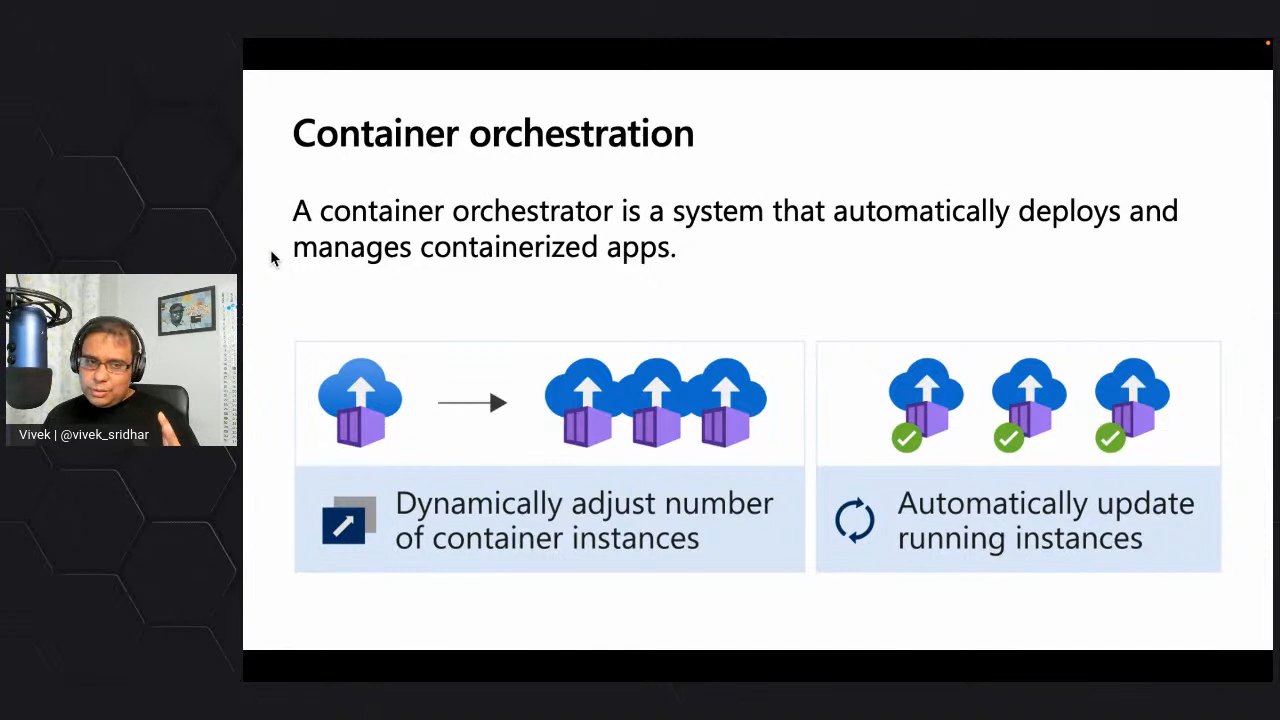 Container orchestration
A container orchestrator is a system that automatically deploys and
manages containerized apps.
Dynamically adjust number
of container instances
Automatically update
running instances
Vivek | @vivek_sridhar